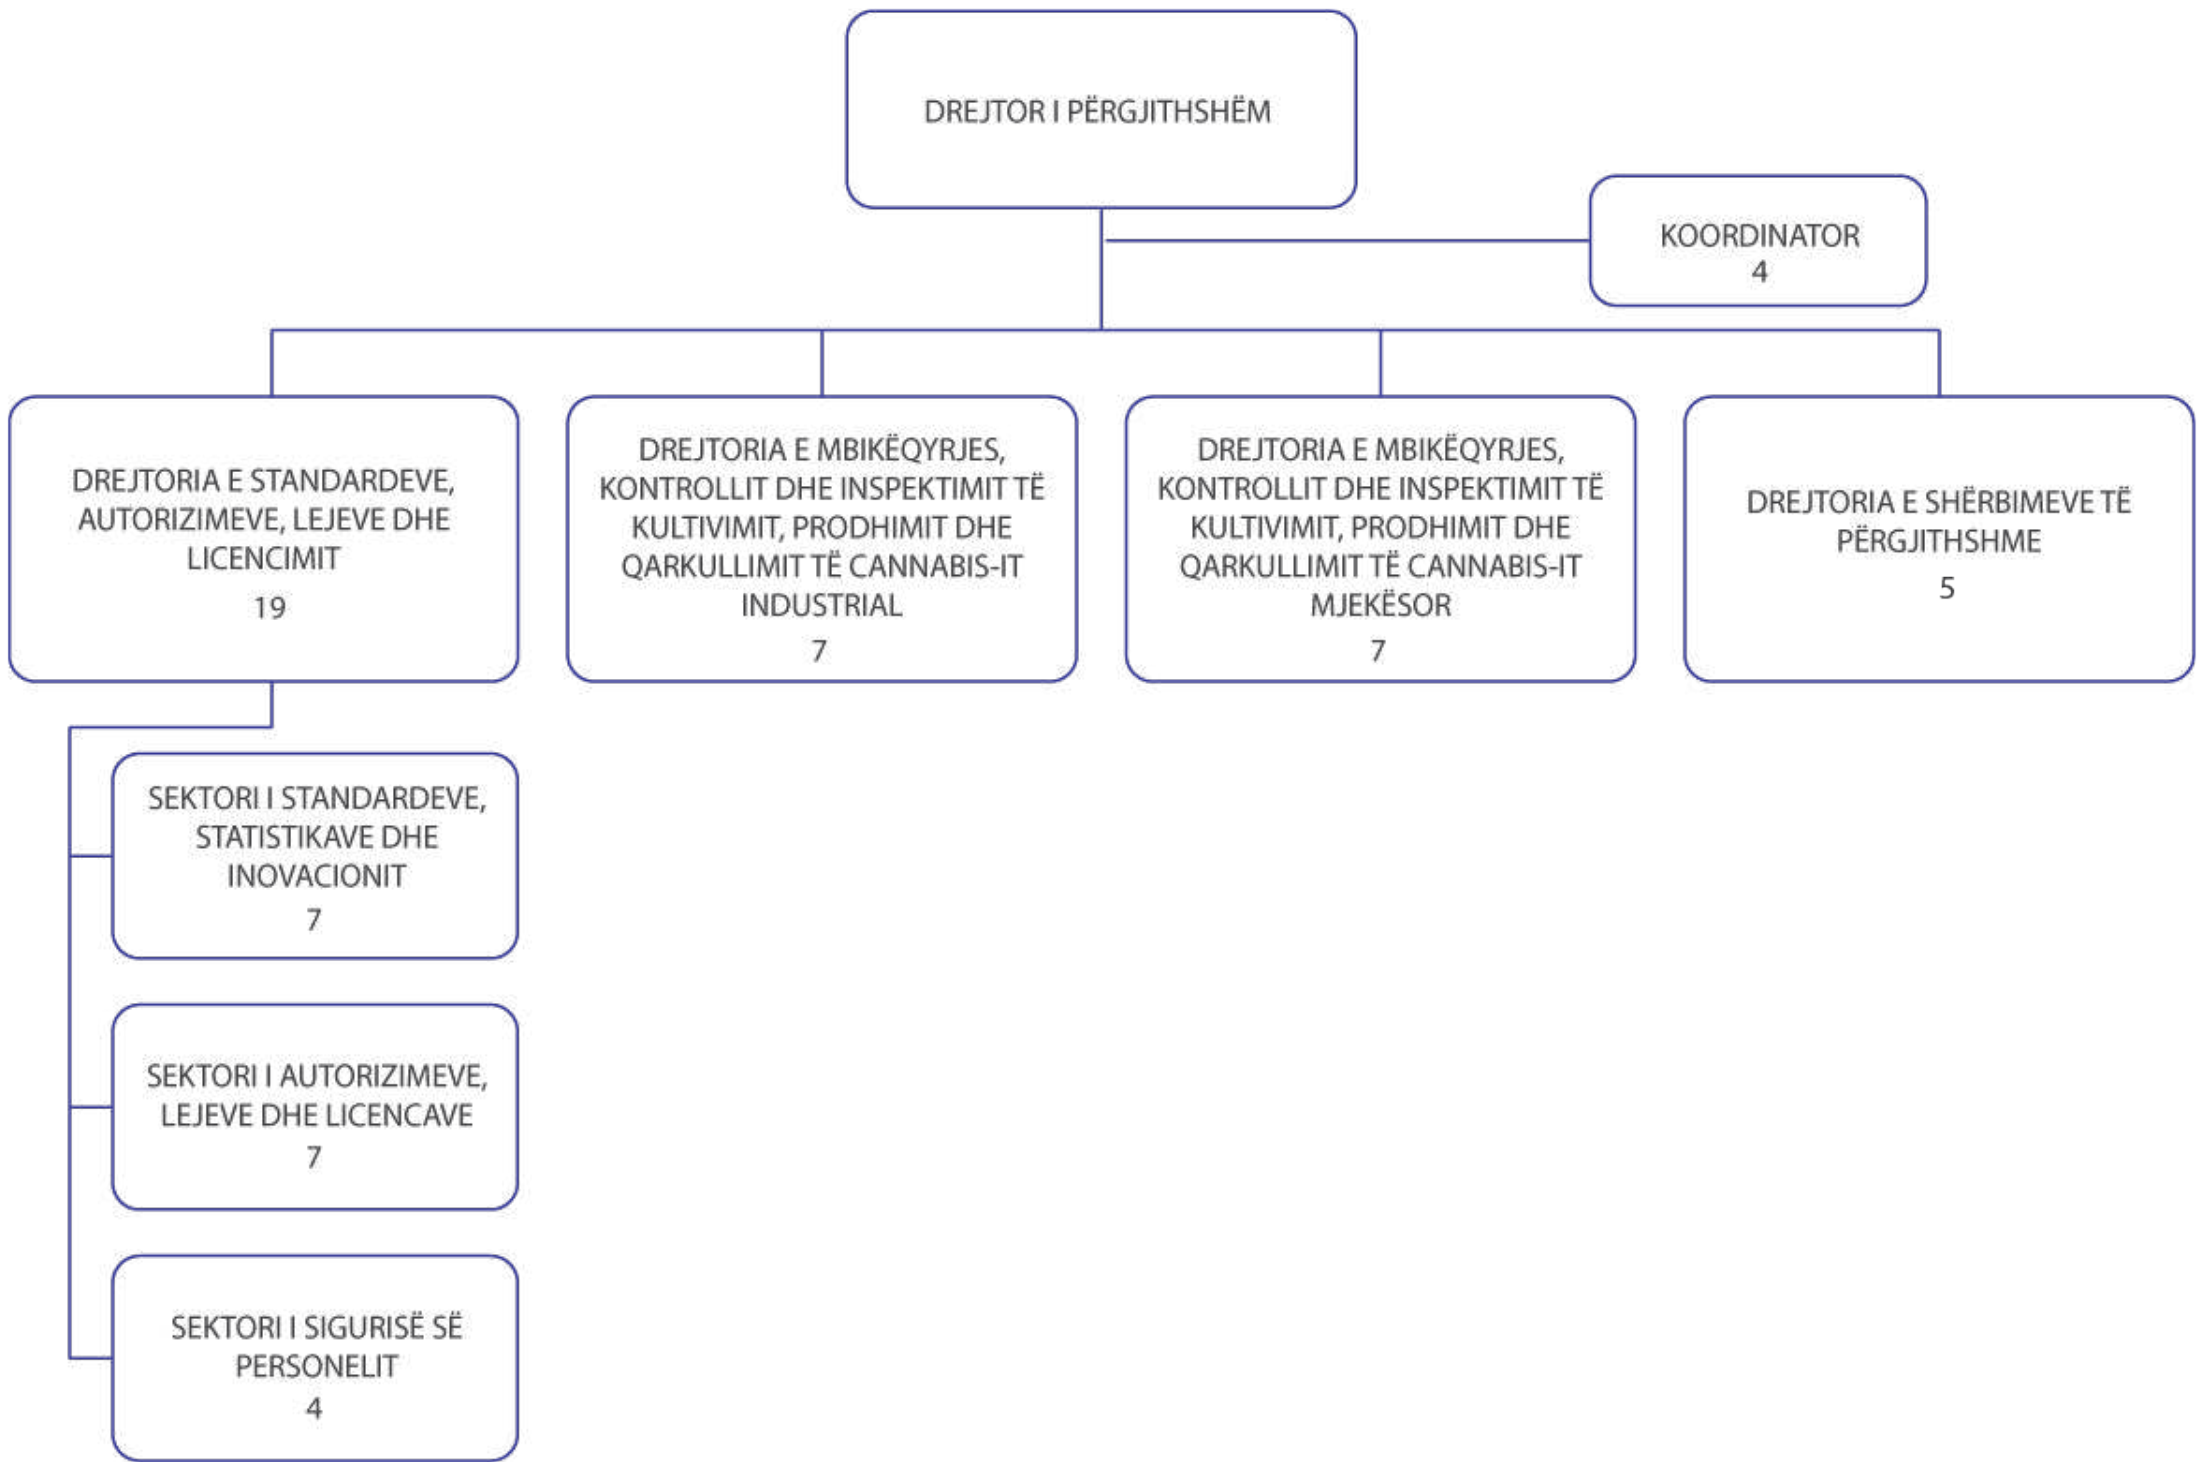 DREJTOR I PËRGJITHSHËM
KOORDINATOR
4
DREJTORIA E STANDARDEVE,
AUTORIZIMEVE, LEJEVE DHE
LICENCIMIT
19
DREJTORIA E MBIKËQYRJES,
KONTROLLIT DHE INSPEKTIMIT TË
KULTIVIMIT, PRODHIMIT DHE
QARKULLIMIT TË CANNABIS-IT
INDUSTRIAL
7
DREJTORIA E MBIKËQYRJES,
KONTROLLIT DHE INSPEKTIMIT TË
KULTIVIMIT, PRODHIMIT DHE
QARKULLIMIT TË CANNABIS-IT
MJEKËSOR
7
DREJTORIA E SHËRBIMEVE TË
PËRGJITHSHME
5
SEKTORI I STANDARDEVE,
STATISTIKAVE DHE
INOVACIONIT
7
SEKTORI I AUTORIZIMEVE,
LEJEVE DHE LICENCAVE
7
SEKTORI I SIGURISË SË
PERSONELIT
4